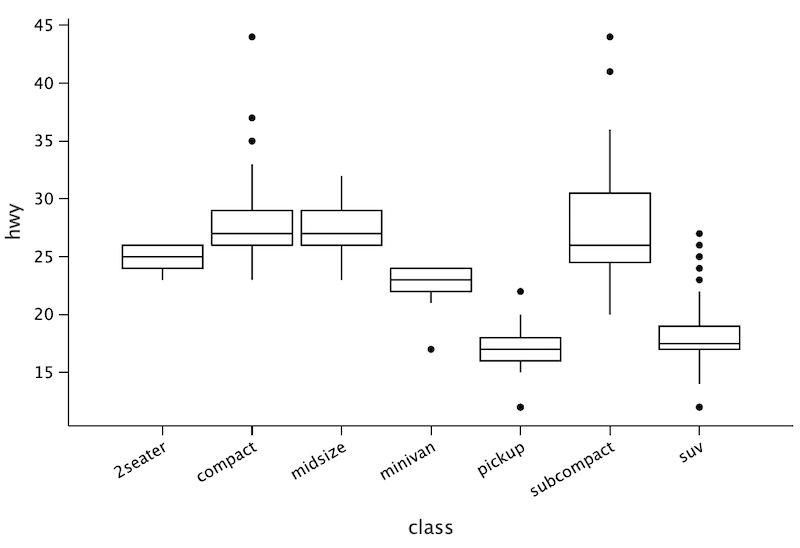 45
40
35
30
25
20
15
hwy
2seater
compact
midsize
minivan
pickup
subcompact
suv
class